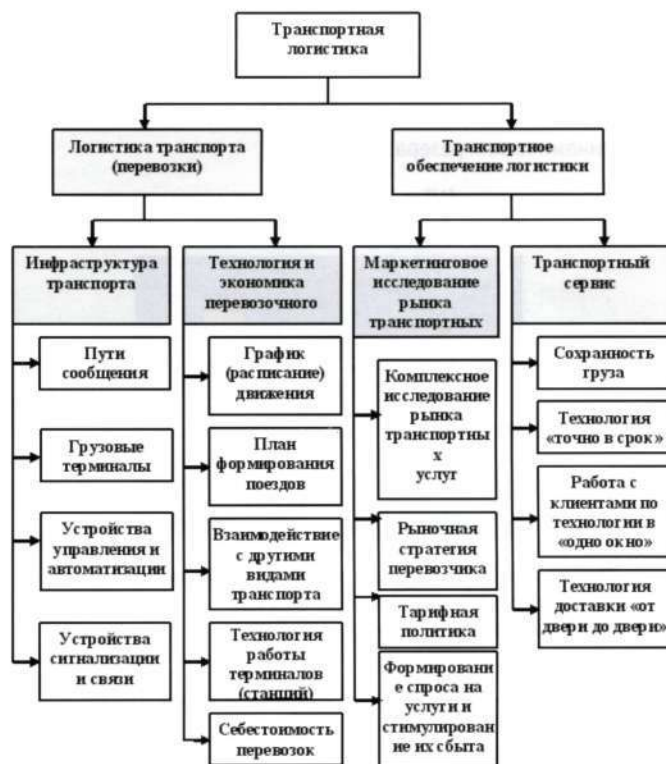 Транспортная
логистика
Логистика транспорта
(перевозки)
Транспортное
обеспечение логистики
Инфраструктура
транспорта
Технология и
экономика
перевозочного
Маркетинговое
исследование
рынка
транспортных
Транспортный
сервис
Пути
сообщения
Грузовые
терминалы
Устройства
управления и
автоматизации
Устройства
сигнализации
и связи
График
(расписание)
движения
План
формирования
поездов
Взаимодействие
с другими
видами
транспорта
Технология
работы
терминалов
(станций)
Себестоимость
перевозок
Комплексное
исследование
рынка
транспортны
х
услуг
Рыночная
стратегия
перевозчика
Тарифная
политика
Формировани
е спроса на
услуги и
стимулирован
ие их сбыта
Сохранность
груза
Технология
«точно в срок»
Работа с
клиентами по
технологии в
«одно окно»
Технология
доставки «от
двери до двери»